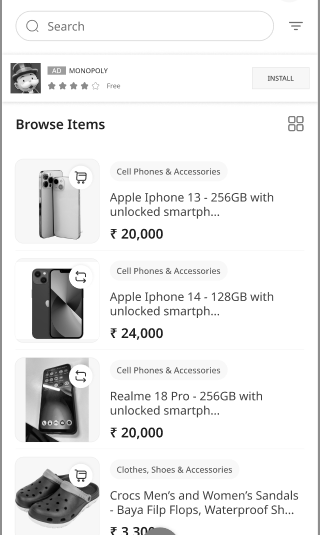 Search
AD MONOPOLY
Free
INSTALL
Browse Items
Cell Phones & Accessories
Apple Iphone 13 - 256GB with
unlocked smartph...
₹ 20,000
Cell Phones & Accessories
Apple Iphone 14 - 128GB with
unlocked smartph...
₹ 24,000
Cell Phones & Accessories
Realme 18 Pro - 256GB with
unlocked smartph...
₹ 20,000
Clothes, Shoes & Accessories
Crocs Men's and Women's Sandals
- Baya Filp Flops, Waterproof Sh...
₹ 3,300